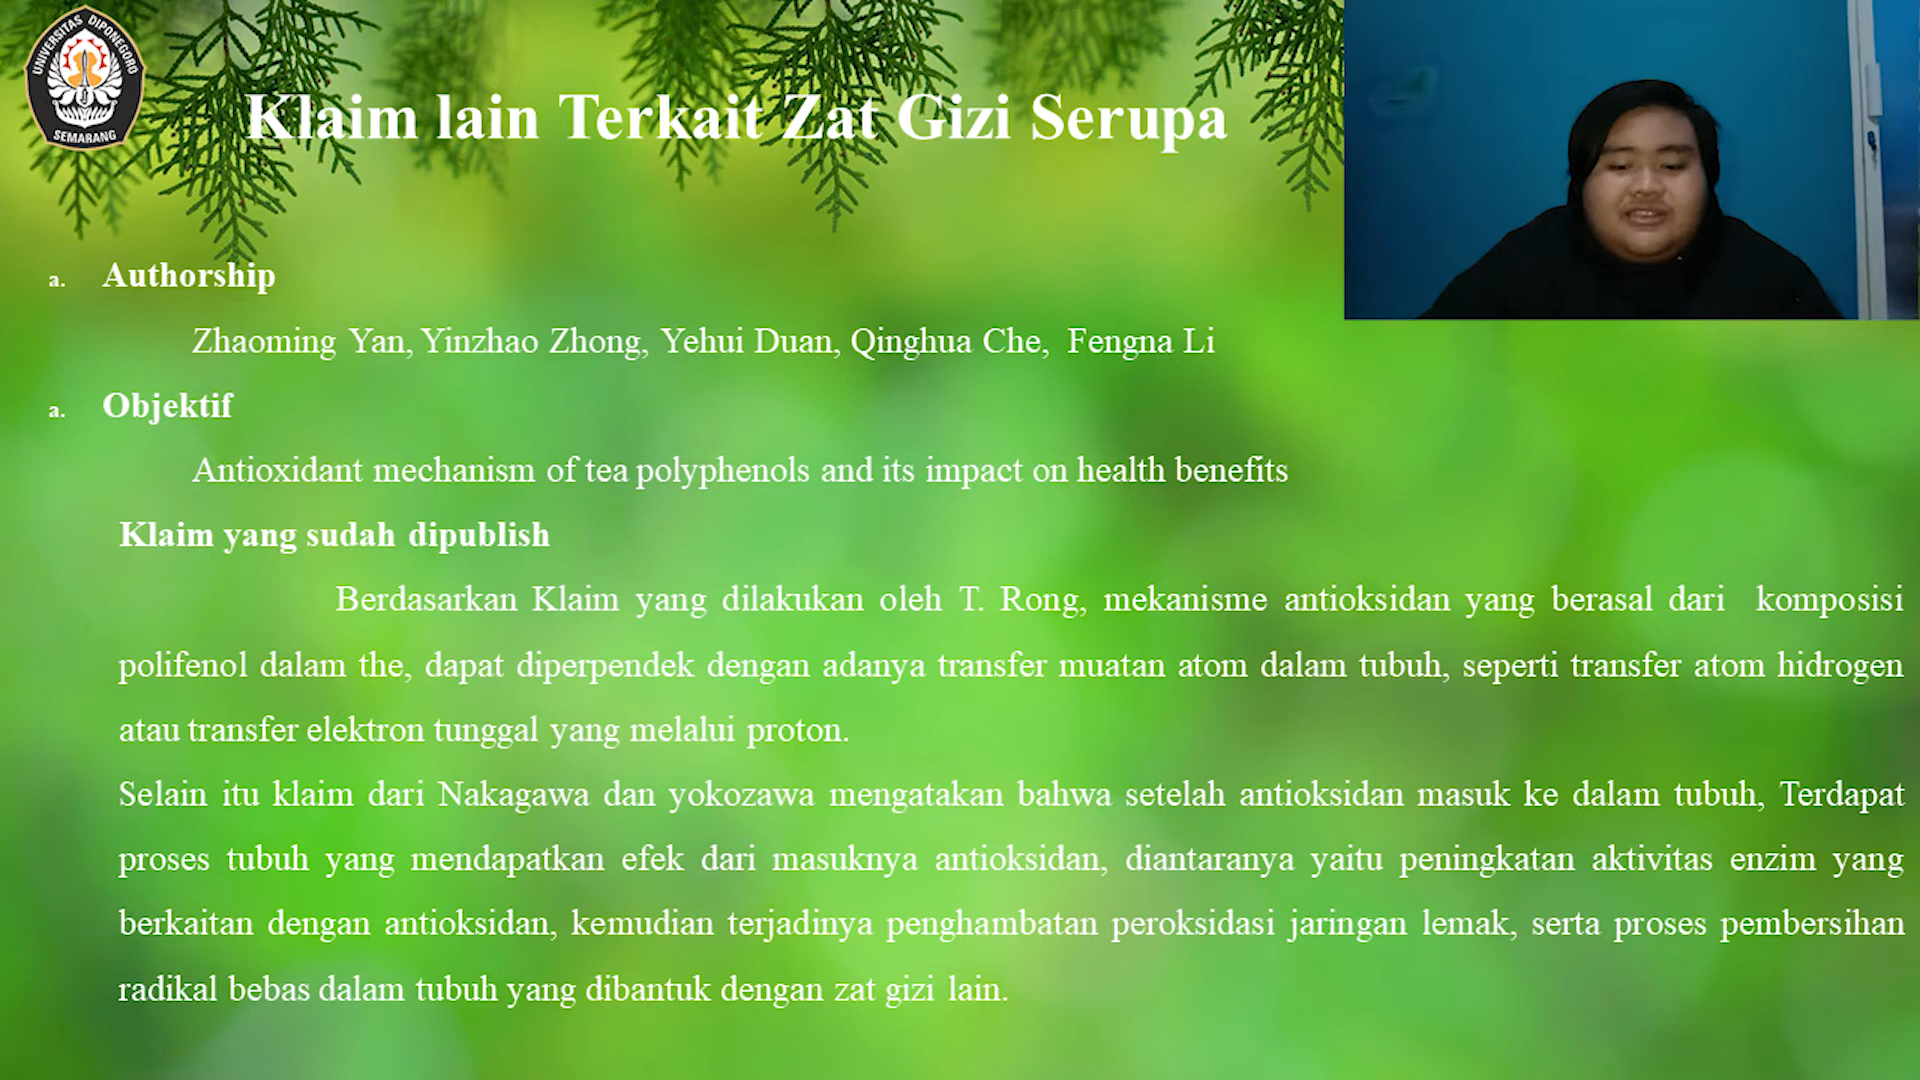 UNIVERSITAS DIPONEGORO
SEMARANG
Klaim lain Terkait Zat Gizi Serupa
a. Authorship
Zhaoming Yan, Yinzhao Zhong, Yehui Duan, Qinghua Che, Fengna Li
a. Objektif
Antioxidant mechanism of tea polyphenols and its impact on health benefits
Klaim yang sudah dipublish
Berdasarkan Klaim yang dilakukan oleh T. Rong, mekanisme antioksidan yang berasal dari komposisi
polifenol dalam the, dapat diperpendek dengan adanya transfer muatan atom dalam tubuh, seperti transfer atom hidrogen
atau transfer elektron tunggal yang melalui proton.
Selain itu klaim dari Nakagawa dan yokozawa mengatakan bahwa setelah antioksidan masuk ke dalam tubuh, Terdapat
proses tubuh yang mendapatkan efek dari masuknya antioksidan, diantaranya yaitu peningkatan aktivitas enzim yang
berkaitan dengan antioksidan, kemudian terjadinya penghambatan peroksidasi jaringan lemak, serta proses pembersihan
radikal bebas dalam tubuh yang dibantuk dengan zat gizi lain.